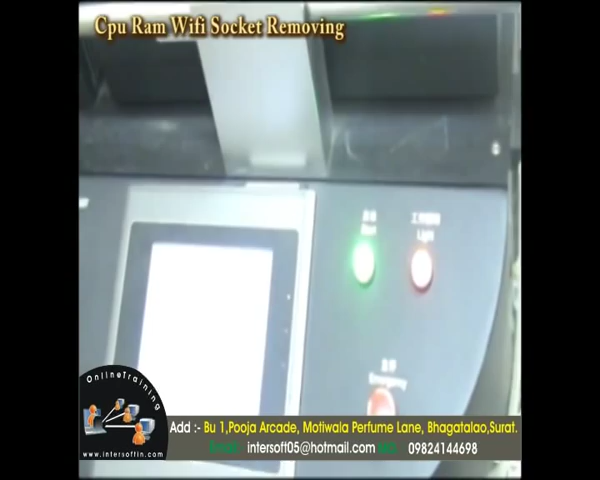 Cpu Ram Wifi Socket Removing
Light
Emergency
OnlineTraining
www.intersoftin.com
Add :- Bu 1,Pooja Arcade, Motiwala Perfume Lane, Bhagatalao,Surat.
intersoft05@hotmail.com
09824144698